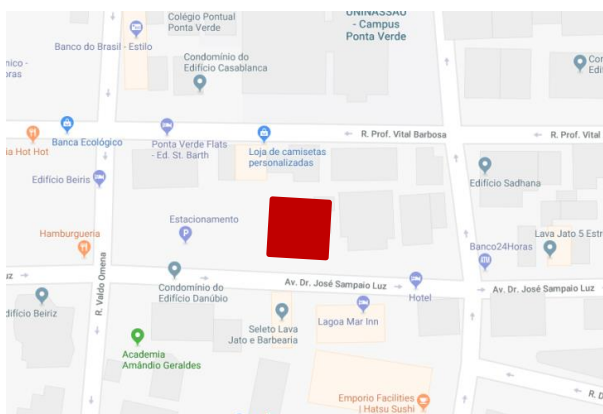 Colégio Pontual
Ponta Verde
UNINASSAU
- Campus
Ponta Verde
Banco do Brasil - Estilo
Condomínio do
Edifício Casablanca
Banca Ecológico
Ponta Verde Flats
- Ed. St. Barth
Loja de camisetas
personalizadas
← R. Prof. Vital Barbosa
← R. Prof. Vital
Hot Hot
Edifício Beiris
Edifício Sadhana
Estacionamento
P
Hamburgueria
Lava Jato 5 Estr
Banco24Horas
ATM
R. Valdo Omena
Condomínio do
Edifício Danúbio
Av. Dr. José Sampaio Luz →
→ Av. Dr. José Sampaio Luz →
Hotel
difício Beiriz
Seleto Lava
Jato e Barbearia
Lagoa Mar Inn
Academia
Amândio Geraldes
Emporio Facilities
| Hatsu Sushi